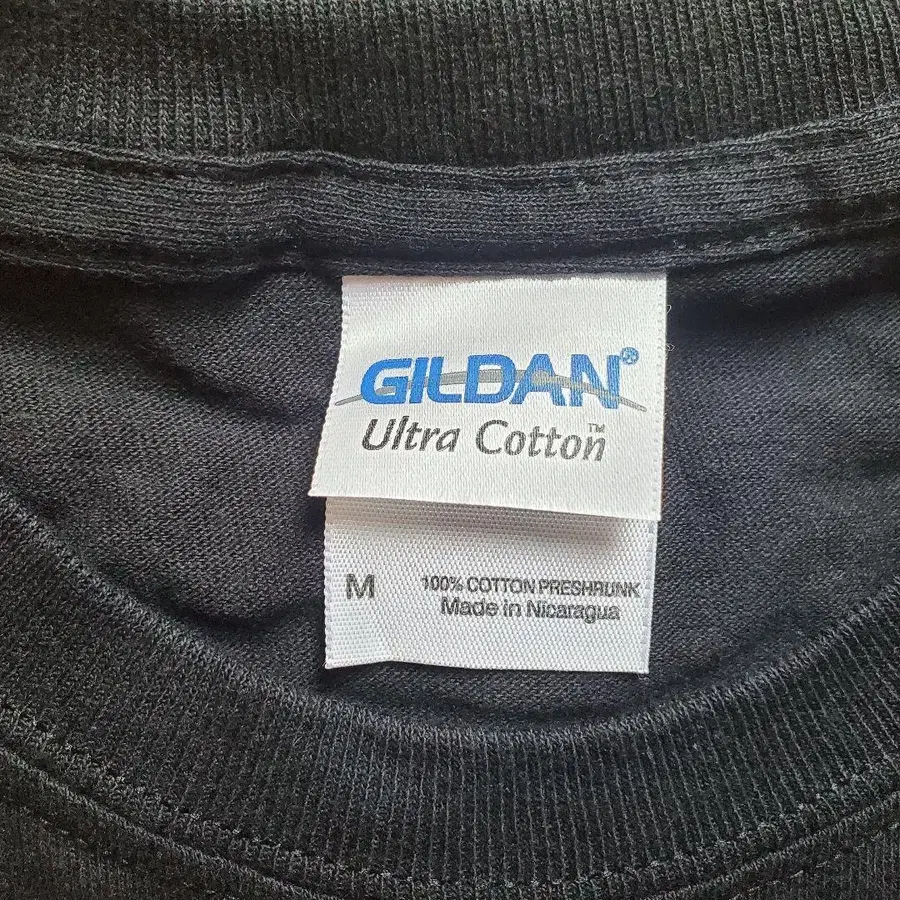 GILDAN®
Ultra Cotton™
M
100% COTTON PRESHRUNK
Made in Nicaragua